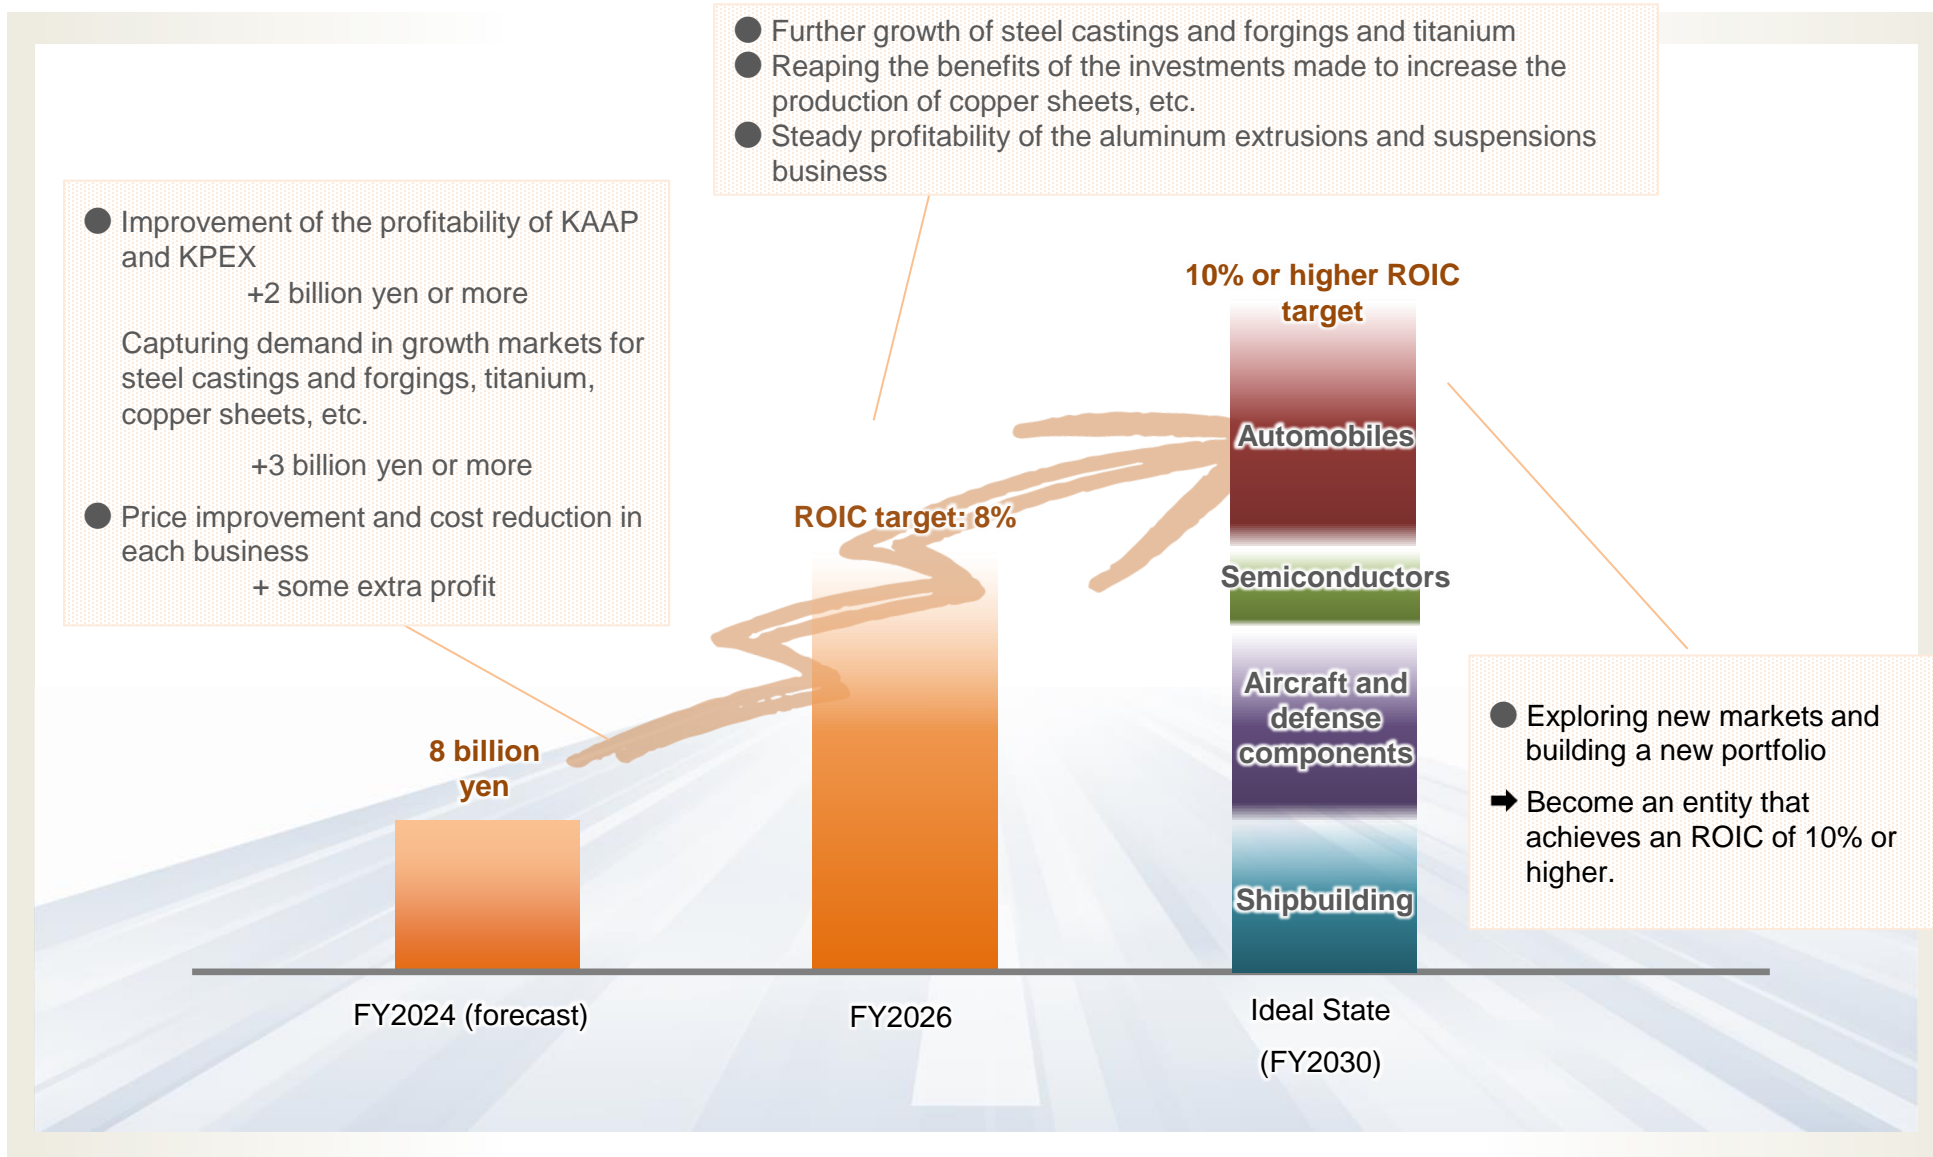 ● Further growth of steel castings and forgings and titanium
● Reaping the benefits of the investments made to increase the
production of copper sheets, etc.
● Steady profitability of the aluminum extrusions and suspensions
business
● Improvement of the profitability of KAAP
and KPEX
+2 billion yen or more
Capturing demand in growth markets for
steel castings and forgings, titanium,
copper sheets, etc.
+3 billion yen or more
● Price improvement and cost reduction in
each business
+ some extra profit
8 billion
yen
ROIC target: 8%
10% or higher ROIC
target
Automobiles
Semiconductors
Aircraft and
defense
components
Shipbuilding
● Exploring new markets and
building a new portfolio
➡ Become an entity that
achieves an ROIC of 10% or
higher.
FY2024 (forecast)
FY2026
Ideal State
(FY2030)